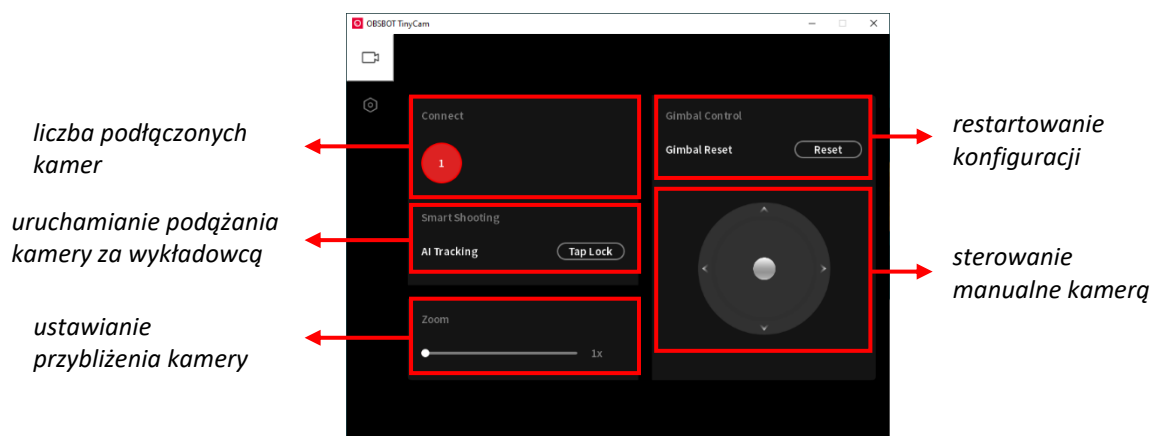 OBSBOT TinyCam
liczba podłączonych
kamer
uruchamianie podążania
kamery za wykładowcą
ustawianie
przybliżenia kamery
Connect
1
Smart Shooting
AI Tracking
Tap Lock
Zoom
1x
Gimbal Control
Gimbal Reset
Reset
restartowanie
konfiguracji
sterowanie
manualne kamerą